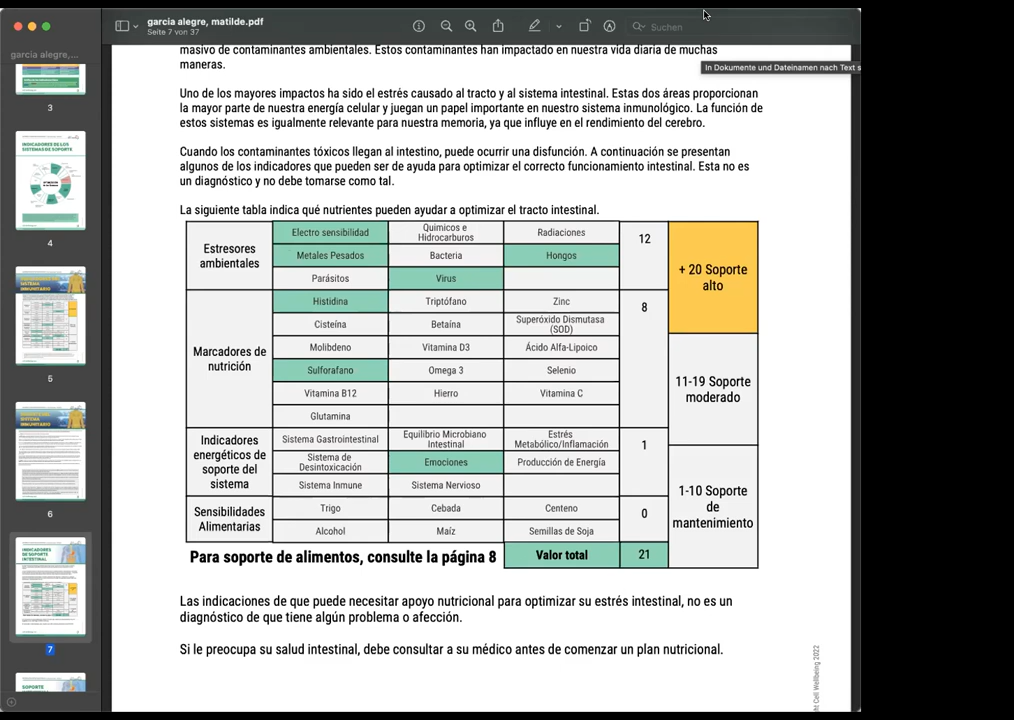 garcia alegre, matilde.pdf
Seite 7 von 37
Suchen
garcia alegre,...
In Dokumente und Dateinamen nach Text s
3
INDICADORES DE LOS
SISTEMAS DE SOPORTE
4
5
6
7
masivo de contaminantes ambientales. Estos contaminantes han impactado en nuestra vida diaria de muchas
maneras.
Uno de los mayores impactos ha sido el estrés causado al tracto y al sistema intestinal. Estas dos áreas proporcionan
la mayor parte de nuestra energía celular y juegan un papel importante en nuestro sistema inmunológico. La función de
estos sistemas es igualmente relevante para nuestra memoria, ya que influye en el rendimiento del cerebro.
Cuando los contaminantes tóxicos llegan al intestino, puede ocurrir una disfunción. A continuación se presentan
algunos de los indicadores que pueden ser de ayuda para optimizar el correcto funcionamiento intestinal. Esta no es
un diagnóstico y no debe tomarse como tal.
La siguiente tabla indica qué nutrientes pueden ayudar a optimizar el tracto intestinal.
Estresores
ambientales
Electro sensibilidad
Químicos e
Hidrocarburos
Radiaciones
Metales Pesados
Bacteria
Hongos
Parásitos
Virus
12
Marcadores de
nutrición
Histidina
Triptófano
Zinc
Cisteína
Betaína
Superóxido Dismutasa
(SOD)
Molibdeno
Vitamina D3
Ácido Alfa-Lipoico
Sulforafano
Omega 3
Selenio
Vitamina B12
Hierro
Vitamina C
Glutamina
8
Indicadores
energéticos de
soporte del
sistema
Sistema Gastrointestinal
Equilibrio Microbiano
Intestinal
Estrés
Metabólico/Inflamación
Sistema de
Desintoxicación
Emociones
Producción de Energía
Sistema Inmune
Sistema Nervioso
1
Sensibilidades
Alimentarias
Trigo
Cebada
Centeno
Alcohol
Maíz
Semillas de Soja
0
+ 20 Soporte
alto
11-19 Soporte
moderado
1-10 Soporte
de
mantenimiento
Para soporte de alimentos, consulte la página 8
Valor total
21
Las indicaciones de que puede necesitar apoyo nutricional para optimizar su estrés intestinal, no es un
diagnóstico de que tiene algún problema o afección.
Si le preocupa su salud intestinal, debe consultar a su médico antes de comenzar un plan nutricional.
ht Cell Wellbeing 2022